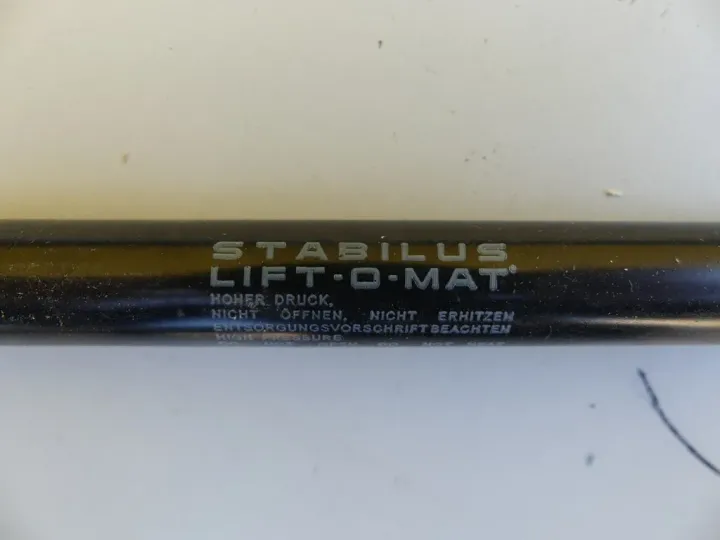 STABILUS
LIFT-O-MAT®
HOHER DRUCK.
NICHT ÖFFNEN, NICHT ERHITZEN
ENTSORGUNGSVORSCHRIFT BEACHTEN
HIGH PRESSURE